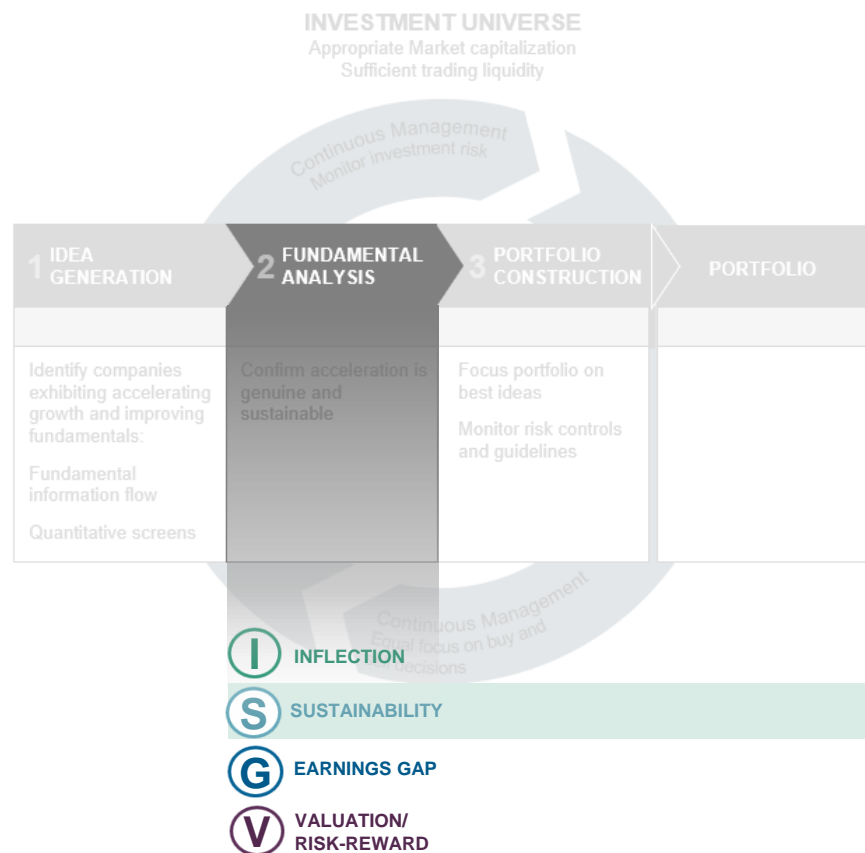 INVESTMENT UNIVERSE
Appropriate Market capitalization
Sufficient trading liquidity
Continuous Management
Monitor investment risk
1 IDEA
GENERATION
2 FUNDAMENTAL
ANALYSIS
3 PORTFOLIO
CONSTRUCTION
PORTFOLIO
Identify companies
exhibiting accelerating
growth and improving
fundamentals:
Fundamental
information flow
Quantitative screens
Confirm acceleration is
genuine and
sustainable
Focus portfolio on
best ideas
Monitor risk controls
and guidelines
Continuous Management
Equal focus on buy and
decisions
I INFLECTION
S SUSTAINABILITY
G EARNINGS GAP
V VALUATION/
RISK-REWARD